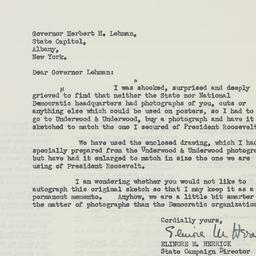 Governor Herbert H. Lehman,
State Capitol,
Albany,
New York.
Dear Governor Lehman:
I was shocked, surprised and deeply
grieved to find that neither the State nor National
Democratic headquarters had photographs of you, cuts or
anything else which could be used on posters, so I had to
go to Underwood & Underwood, buy a photograph and have it
sketched to match the one I secured of President Roosevelt
We have used the enclosed drawing, which I had
especially prepared from the Underwood & Underwood photogra
but have had it enlarged to match in size the one we are
using of President Roosevelt.
I am wondering whether you would not like to
autograph this original sketch so that I may keep it as a
permanent memento. Anyhow, we are a little bit smarter
the matter of photographs than the Democratic organization
Cordially yours,
Elinore M. Herrick
ELINORE M. HERRICK
State Campaign Director